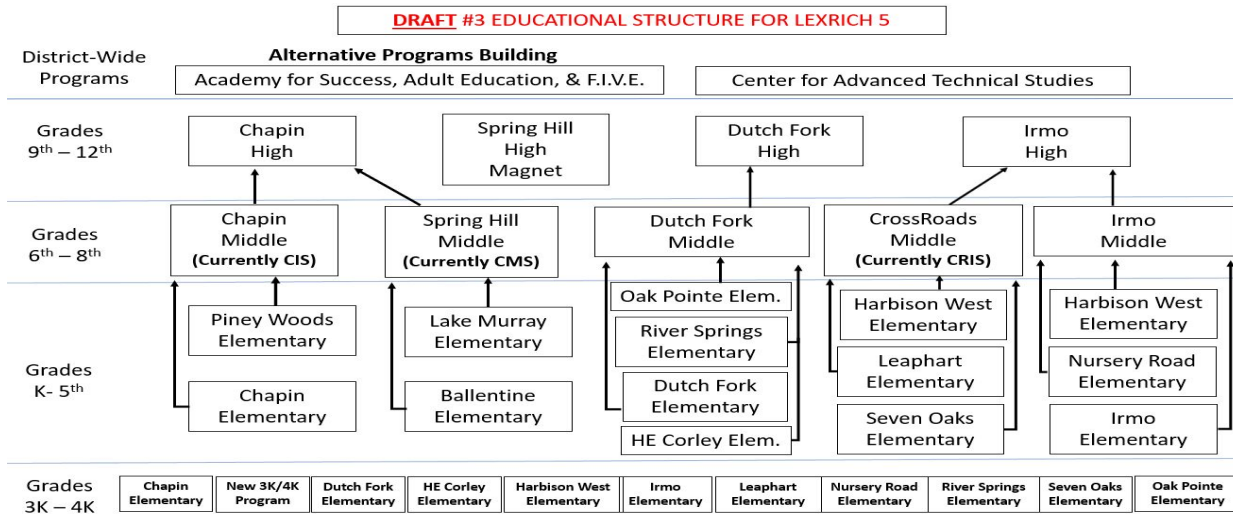 DRAFT #3 EDUCATIONAL STRUCTURE FOR LEXRICH 5
District-Wide
Programs
Alternative Programs Building
Academy for Success, Adult Education, & F.I.V.E.
Center for Advanced Technical Studies
Grades
9th – 12th
Chapin
High
Spring Hill
High
Magnet
Dutch Fork
High
Irmo
High
Grades
6th – 8th
Chapin
Middle
(Currently CIS)
Spring Hill
Middle
(Currently CMS)
Dutch Fork
Middle
CrossRoads
Middle
(Currently CRIS)
Irmo
Middle
Grades
K- 5th
Piney Woods
Elementary
Chapin
Elementary
Lake Murray
Elementary
Ballentine
Elementary
Oak Pointe Elem.
River Springs
Elementary
Dutch Fork
Elementary
HE Corley Elem.
Harbison West
Elementary
Leaphart
Elementary
Seven Oaks
Elementary
Harbison West
Elementary
Nursery Road
Elementary
Irmo
Elementary
Grades
3K – 4K
Chapin
Elementary
New 3K/4K
Program
Dutch Fork
Elementary
HE Corley
Elementary
Harbison West
Elementary
Irmo
Elementary
Leaphart
Elementary
Nursery Road
Elementary
River Springs
Elementary
Seven Oaks
Elementary
Oak Pointe
Elementary